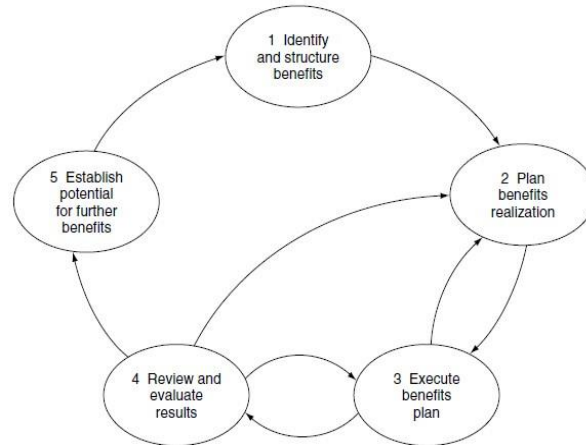 1 Identify
and structure
benefits
2 Plan
benefits
realization
3 Execute
benefits
plan
4 Review and
evaluate
results
5 Establish
potential
for further
benefits